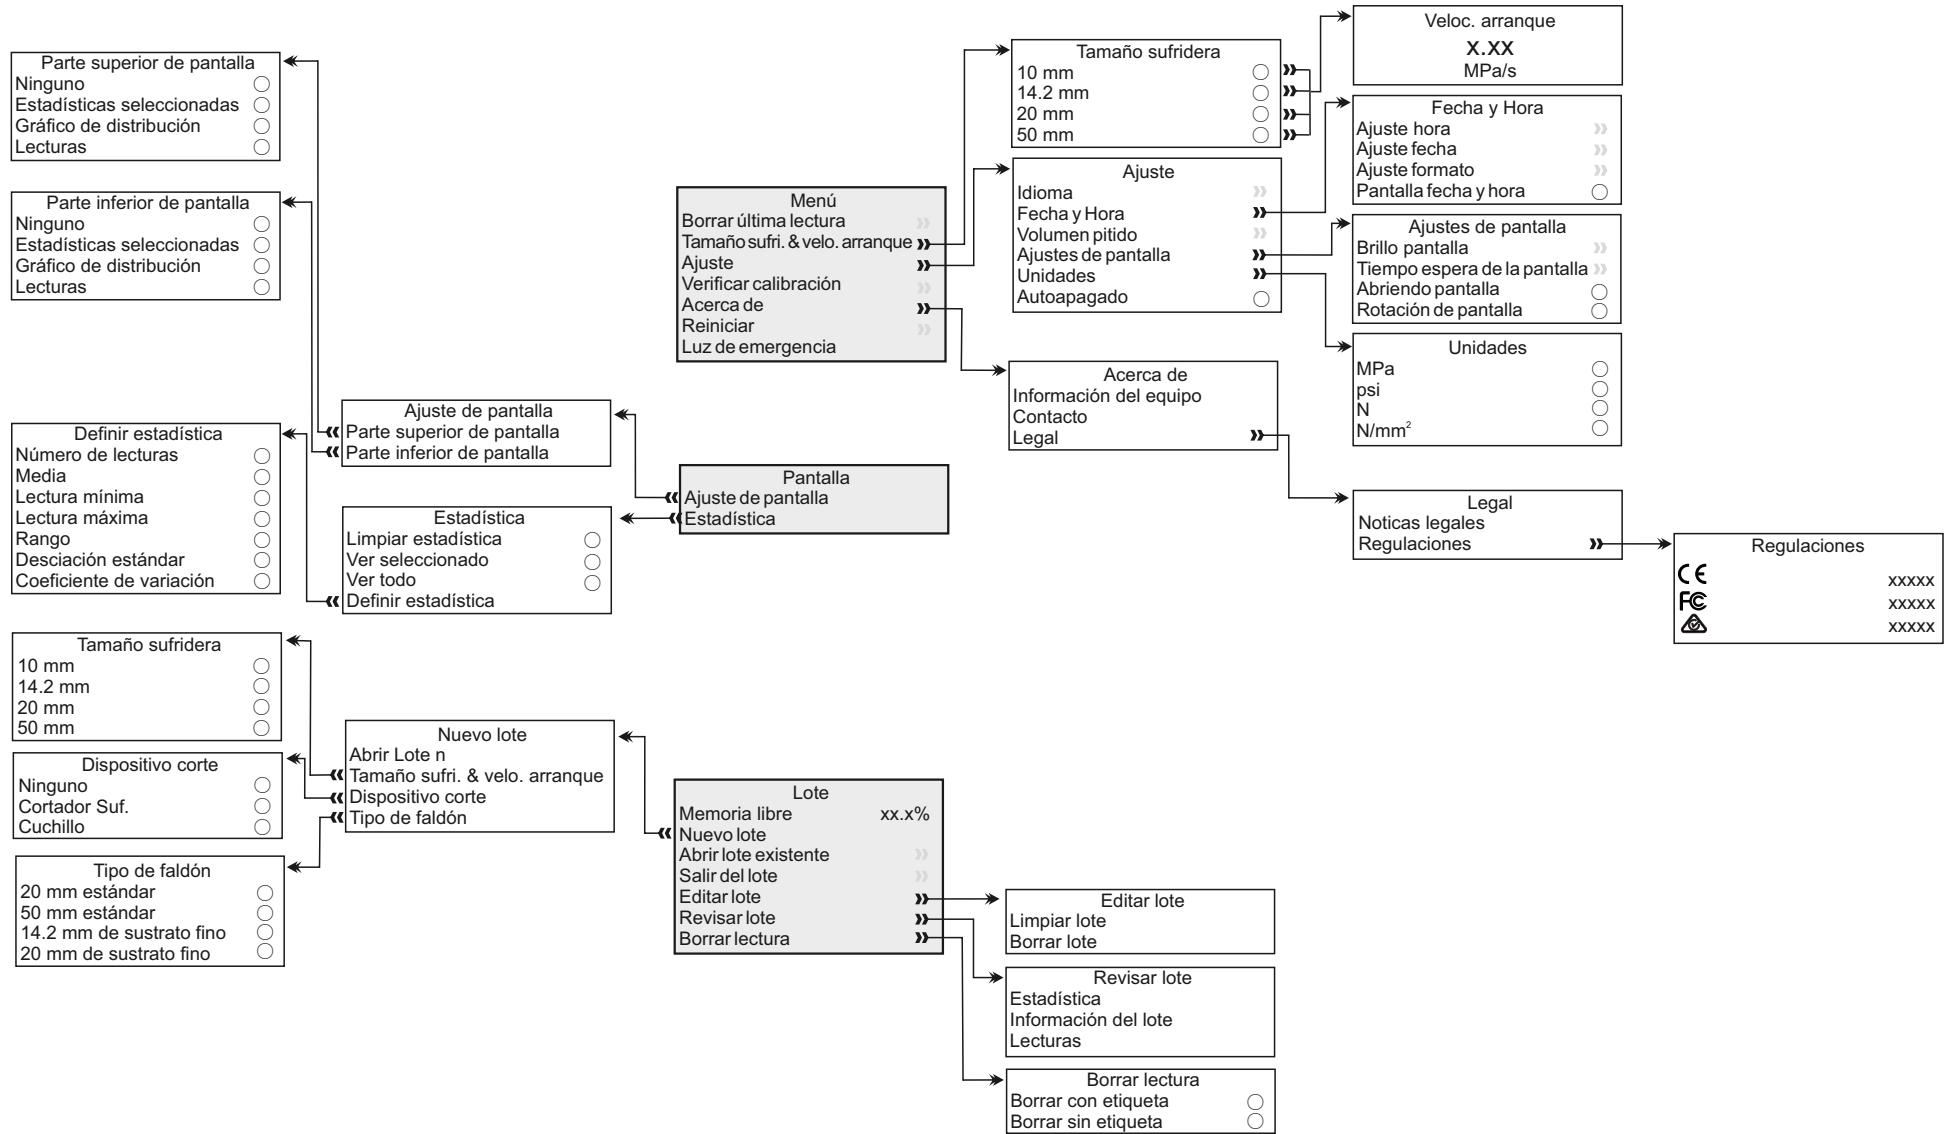 Parte superior de pantalla
Ninguno
Estadísticas seleccionadas
Gráfico de distribución
Lecturas
Parte inferior de pantalla
Ninguno
Estadísticas seleccionadas
Gráfico de distribución
Lecturas
Definir estadística
Número de lecturas
Media
Lectura mínima
Lectura máxima
Rango
Desciación estándar
Coeficiente de variación
Ajuste de pantalla
Parte superior de pantalla
Parte inferior de pantalla
Estadística
Limpiar estadística
Ver seleccionado
Ver todo
Definir estadística
Pantalla
Ajuste de pantalla
Estadística
Menú
Borrar última lectura
Tamaño sufri. & velo. arranque
Ajuste
Verificar calibración
Acerca de
Reiniciar
Luz de emergencia
Tamaño sufridera
10 mm
14.2 mm
20 mm
50 mm
Veloc. arranque
x.xx
MPa/s
Ajuste
Idioma
Fecha y Hora
Volumen pitido
Ajustes de pantalla
Unidades
Autoapagado
Fecha y Hora
Ajuste hora
Ajuste fecha
Ajuste formato
Pantalla fecha y hora
Ajustes de pantalla
Brillo pantalla
Tiempo espera de la pantalla
Abriendo pantalla
Rotación de pantalla
Unidades
MPa
psi
N
N/mm²
Acerca de
Información del equipo
Contacto
Legal
Legal
Noticas legales
Regulaciones
Regulaciones
CE xxxxx
FC xxxxx
xxxxx
Tamaño sufridera
10 mm
14.2 mm
20 mm
50 mm
Dispositivo corte
Ninguno
Cortador Suf.
Cuchillo
Tipo de faldón
20 mm estándar
50 mm estándar
14.2 mm de sustrato fino
20 mm de sustrato fino
Nuevo lote
Abrir Lote n
Tamaño sufri. & velo. arranque
Dispositivo corte
Tipo de faldón
Lote
Memoria libre xx.x%
Nuevo lote
Abrir lote existente
Salir del lote
Editar lote
Revisar lote
Borrar lectura
Editar lote
Limpiar lote
Borrar lote
Revisar lote
Estadística
Información del lote
Lecturas
Borrar lectura
Borrar con etiqueta
Borrar sin etiqueta